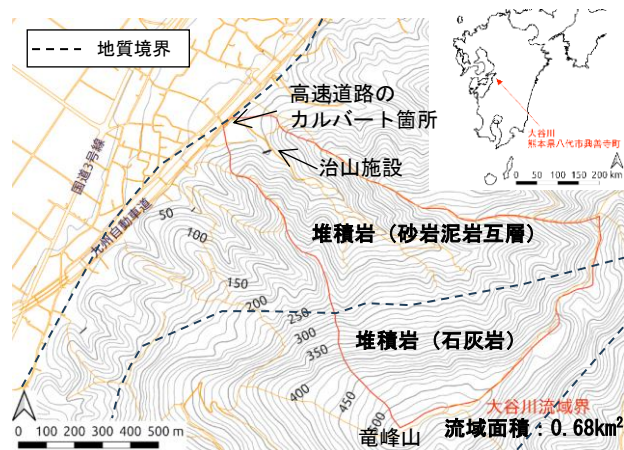 地質境界
高速道路の
カルバート箇所
治山施設
国道3号線
九州自動車道
大谷川
熊本県八代市興善寺町
0 50 100 150 200 km
堆積岩（砂岩泥岩互層）
堆積岩（石灰岩）
50
100
150
200
250
300
350
400
450
500
大谷川流域界
流域面積：0.68km²
竜峰山
0 100 200 300 400 500 m